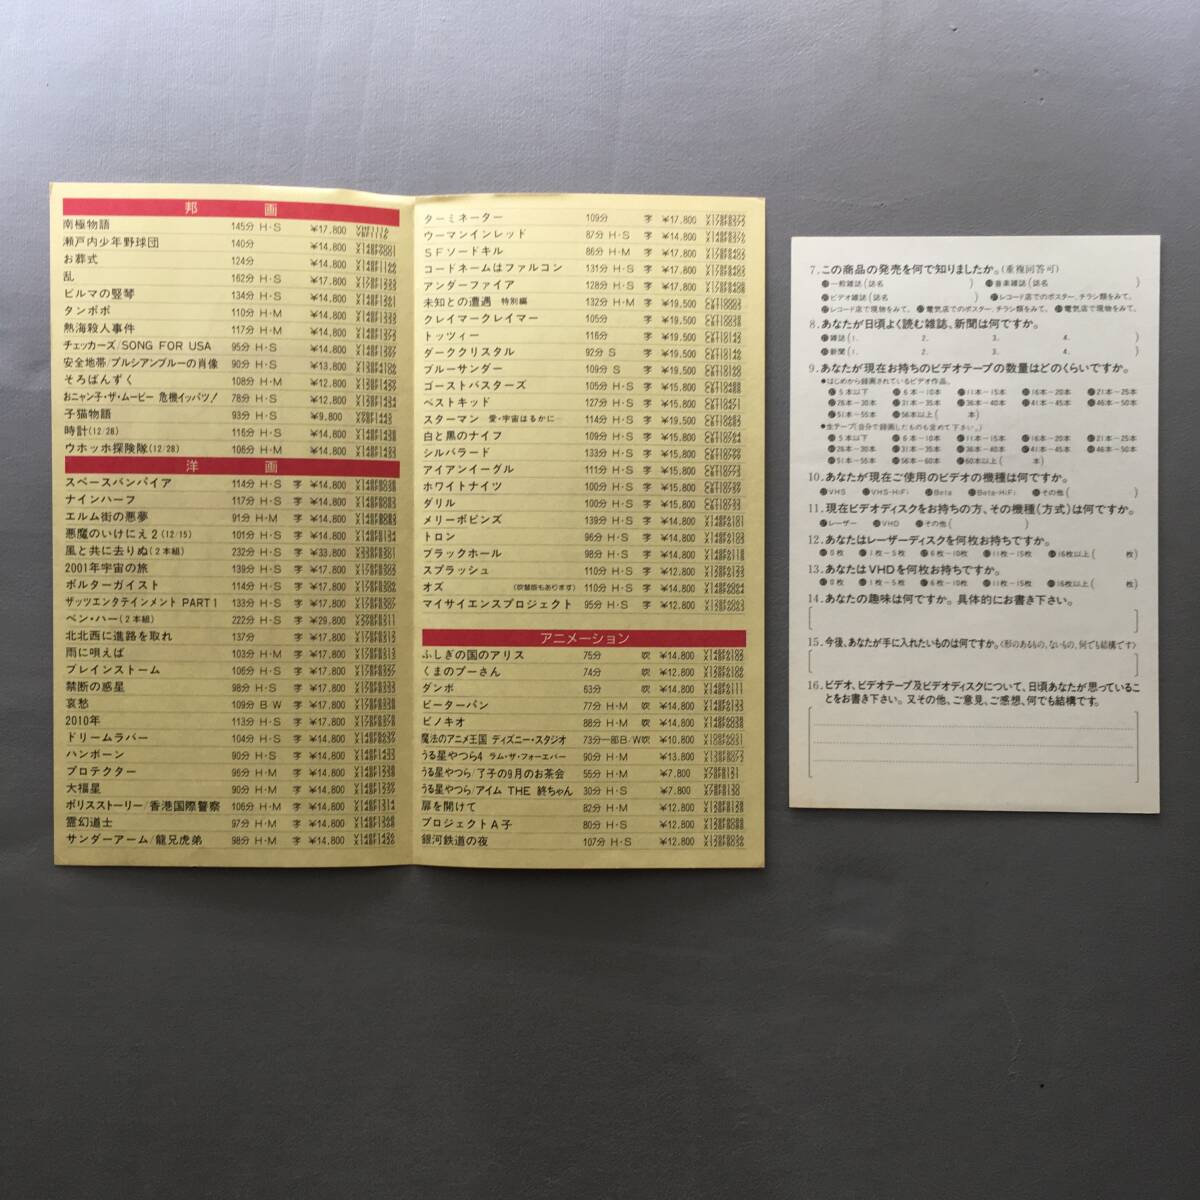 邦 画
南極物語 145分 H・S ¥17,800
瀬戸内少年野球団 140分 ¥14,800
お葬式 124分 ¥14,800
乱 162分 H・S ¥17,800
ビルマの竪琴 134分 H・S ¥14,800
タンポポ 110分 H・M ¥14,800
熱海殺人事件 117分 H・M ¥14,800
チェッカーズ/SONG FOR USA 95分 H・S ¥14,800
安全地帯/プルシアンブルーの肖像 90分 H・S ¥13,800
そろばんずく 108分 H・M ¥12,800
おニャン子・ザ・ムービー 危機イッパツ! 78分 H・S ¥12,800
子猫物語 93分 H・S ¥9,800
時計(12/28) 116分 H・S ¥14,800
ウホッホ探険隊(12/28) 106分 H・M ¥14,800
洋 画
スペースバンパイア 114分 H・S 字 ¥14,800
ナインハーフ 117分 H・S 字 ¥14,800
エルム街の悪夢 91分 H・M 字 ¥14,800
悪魔のいけにえ2(12/15) 101分 H・S 字 ¥14,800
風と共に去りぬ(2本組) 232分 H・S 字 ¥33,800
2001年宇宙の旅 139分 H・S 字 ¥17,800
ポルターガイスト 114分 H・S 字 ¥17,800
ザッツエンタテインメント PART1 133分 H・S 字 ¥17,800
ベン・ハー(2本組) 222分 H・S 字 ¥29,800
北北西に進路を取れ 137分 字 ¥17,800
雨に唄えば 103分 H・M 字 ¥17,800
ブレインストーム 106分 H・S 字 ¥17,800
禁断の惑星 98分 H・S 字 ¥17,800
哀愁 109分 B W 字 ¥17,800
2010年 113分 H・S 字 ¥17,800
ドリームラバー 104分 H・S 字 ¥14,800
ハンボーン 90分 H・S 字 ¥14,800
プロテクター 96分 H・M 字 ¥14,800
大福星 90分 H・M 字 ¥14,800
ポリスストーリー/香港国際警察 106分 H・M 字 ¥14,800
霊幻道士 97分 H・M 字 ¥14,800
サンダーアーム/龍兄虎弟 98分 H・M 字 ¥14,800
ターミネーター 109分 字 ¥17,800
ウーマンインレッド 87分 H・S 字 ¥14,800
SFソードキル 86分 H・M 字 ¥17,800
コードネームはファルコン 131分 H・S 字 ¥17,800
アンダーファイア 128分 H・S 字 ¥17,800
未知との遭遇 特別編 132分 H・M 字 ¥19,500
クレイマークレイマー 105分 字 ¥19,500
トッツィー 116分 字 ¥19,500
ダーククリスタル 92分 S 字 ¥19,500
ブルーサンダー 109分 S 字 ¥19,500
ゴーストバスターズ 105分 H・S 字 ¥15,800
ベストキッド 127分 H・S 字 ¥15,800
スターマン 愛・宇宙はるかに 114分 H・S 字 ¥15,800
白と黒のナイフ 109分 H・S 字 ¥15,800
シルバラード 133分 H・S 字 ¥15,800
アイアンイーグル 111分 H・S 字 ¥15,800
ホワイトナイツ 100分 H・S 字 ¥15,800
ダリル 100分 H・S 字 ¥15,800
メリーポピンズ 139分 H・S 字 ¥14,800
トロン 96分 H・S 字 ¥14,800
ブラックホール 98分 H・S 字 ¥14,800
スプラッシュ 110分 H・S 字 ¥12,800
オズ (吹替版もあります) 110分 H・S 字 ¥14,800
マイサイエンスプロジェクト 95分 H・S 字 ¥12,800
アニメーション
ふしぎの国のアリス 75分 吹 ¥14,800
くまのプーさん 74分 吹 ¥12,800
ダンボ 63分 吹 ¥14,800
ピーターパン 77分 H・M 吹 ¥14,800
ピノキオ 88分 H・M 吹 ¥14,800
魔法のアニメ王国 ディズニー・スタジオ 73分一部B/W吹 ¥10,800
うる星やつら4 ラム・ザ・フォーエバー 95分 H・M ¥13,800
うる星やつら/了子の9月のお茶会 55分 H・M ¥7,800
うる星やつら/アイム THE 終ちゃん 30分 H・S ¥7,800
扉を開けて 82分 H・M ¥12,800
プロジェクトA子 80分 H・S ¥12,800
銀河鉄道の夜 107分 H・S ¥12,800
7.この商品の発売を何で知りましたか。(重複回答可)
一般雑誌(誌名 ) 音楽雑誌(誌名 )
ビデオ雑誌(誌名 ) レコード店でのポスター、チラシ類をみて。
レコード店で現物をみて。 電気店でのポスター、チラシ類をみて。 電気店で現物をみて。
8.あなたが日頃よく読む雑誌、新聞は何ですか。
雑誌(1. 2. 3. 4. )
新聞(1. 2. 3. 4. )
9.あなたが現在お持ちのビデオテープの数量はどのくらいですか。
●はじめから録画されているビデオ作品。
5本以下 6本−10本 11本−15本 16本−20本 21本−25本
26本−30本 31本−35本 36本−40本 41本−45本 46本−50本
51本−55本 56本以上( 本)
●生テープ(自分で録画したものも含めて下さい。)
5本以下 6本−10本 11本−15本 16本−20本 21本−25本
26本−30本 31本−35本 36本−40本 41本−45本 46本−50本
51本−55本 56本−60本 60本以上( 本)
10.あなたが現在ご使用のビデオの機種は何ですか。
VHS VHS-HiFi Beta Beta-HiFi その他( )
11.現在ビデオディスクをお持ちの方、その機種(方式)は何ですか。
レーザー VHD その他( )
12.あなたはレーザーディスクを何枚お持ちですか。
0枚 1枚−5枚 6枚−10枚 11枚−15枚 16枚以上( 枚)
13.あなたはVHDを何枚お持ちですか。
0枚 1枚−5枚 6枚−10枚 11枚−15枚 16枚以上( 枚)
14.あなたの趣味は何ですか。具体的にお書き下さい。
15.今後、あなたが手に入れたいものは何ですか。(形のあるもの、ないもの、何でも結構です)
16.ビデオ、ビデオテープ及びビデオディスクについて、日頃あなたが思っているこ
とをお書き下さい。又その他、ご意見、ご感想、何でも結構です。